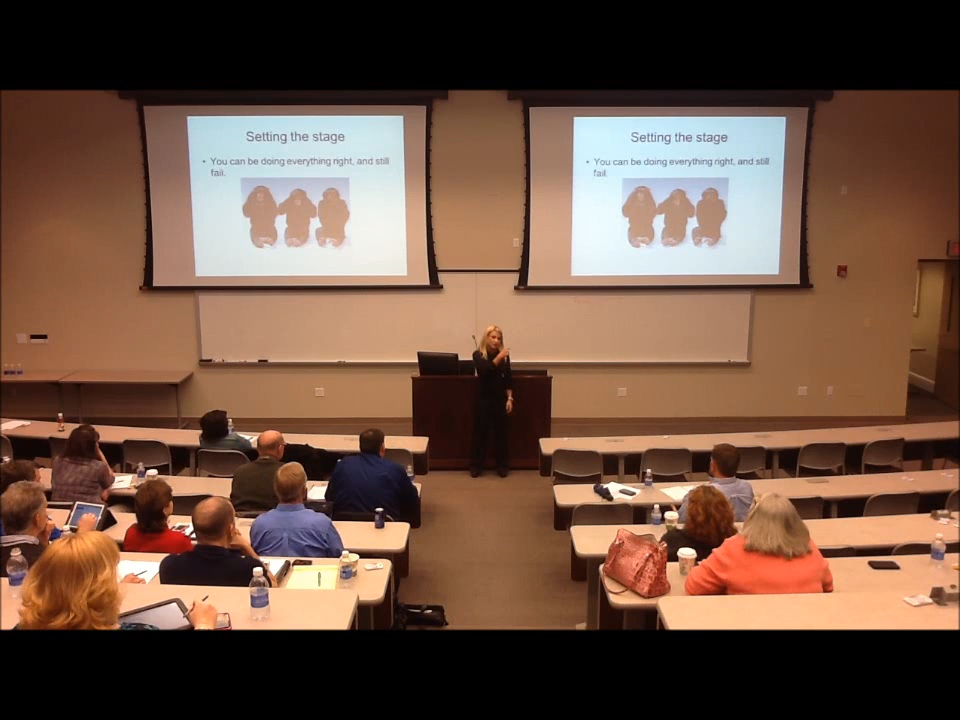 Setting the stage
• You can be doing everything right, and still
fail.
Setting the stage
• You can be doing everything right, and still
fail.